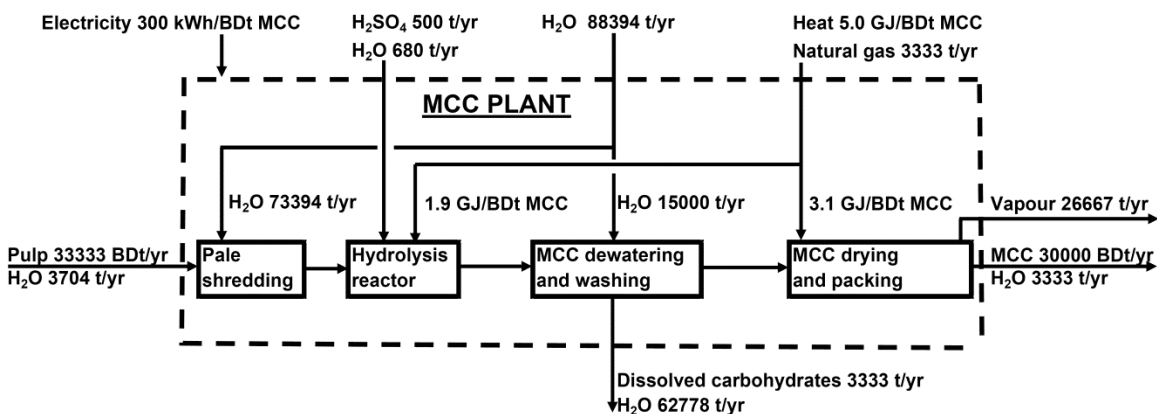 Electricity 300 kWh/BDt MCC
H₂SO₄ 500 t/yr
H₂O 680 t/yr
H₂O 88394 t/yr
Heat 5.0 GJ/BDt MCC
Natural gas 3333 t/yr
MCC PLANT
H₂O 73394 t/yr
1.9 GJ/BDt MCC
H₂O 15000 t/yr
3.1 GJ/BDt MCC
Vapour 26667 t/yr
Pulp 33333 BDt/yr
H₂O 3704 t/yr
Pale
shredding
Hydrolysis
reactor
MCC dewatering
and washing
MCC drying
and packing
MCC 30000 BDt/yr
H₂O 3333 t/yr
Dissolved carbohydrates 3333 t/yr
H₂O 62778 t/yr